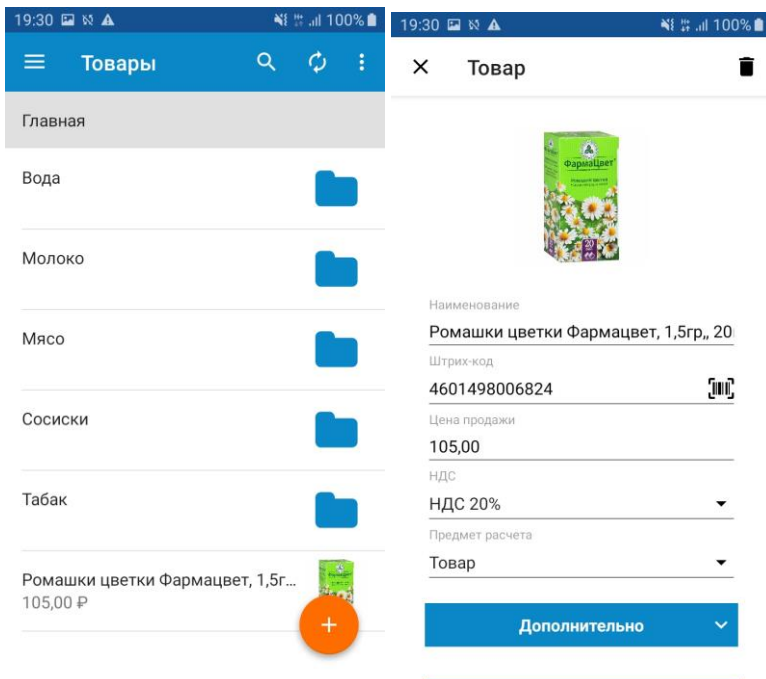 19:30 100%
Товары
Главная
Вода
Молоко
Мясо
Сосиски
Табак
Ромашки цветки Фармацвет, 1,5г...
105,00 ₽
+
19:30 100%
Товар
ФармаЦвет
20
Наименование
Ромашки цветки Фармацвет, 1,5гр,, 20
Штрих-код
4601498006824
Цена продажи
105,00
НДС
НДС 20%
Предмет расчета
Товар
Дополнительно